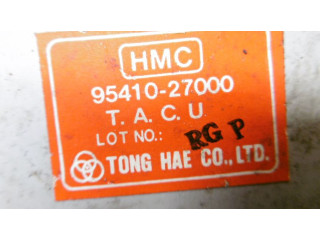 HMC
95410-27000
T. A. C. U
LOT NO.: RG P
TONG HAE CO., LTD.